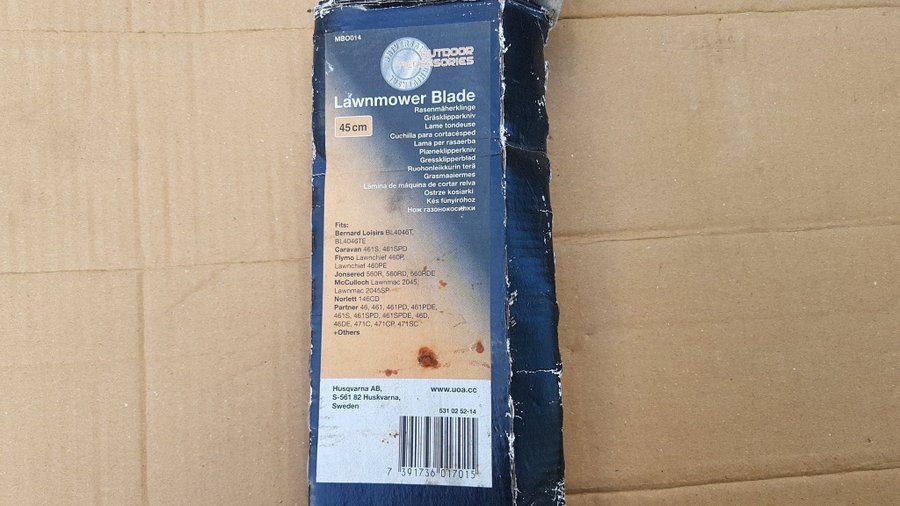 MBO014
OUTDOOR
ACCESSORIES
Lawnmower Blade
45cm
Rasenmäherklinge
Gräsklipparkniv
Lame tondeuse
Cuchilla para cortacésped
Lama per rasaerba
Plæneklipperkniv
Gressklipperblad
Ruohonleikkurin terä
Grasmaaiermes
Lâmina de máquina de cortar relva
Ostrze kosiarki
Kés fúnyíróhoz
Нож газонокосилки
Fits:
Bernard Loisirs BL4046T,
BL4046TE
Caravan 461S, 461SPD
Flymo Lawnchief 460P,
Lawnchief 460PE
Jonsered 560R, 560RD, 560RDE
McCulloch Lawnmac 2045,
Lawnmac 2045SP
Norlett 146CD
Partner 46, 461, 461PD, 461PDE,
461S, 461SPD, 461SPDE, 46D,
46DE, 471C, 471CP, 471SC
+Others
Husqvarna AB,
S-561 82 Huskvarna,
Sweden
www.uoa.cc
531 02 52-14
7 391736 017015